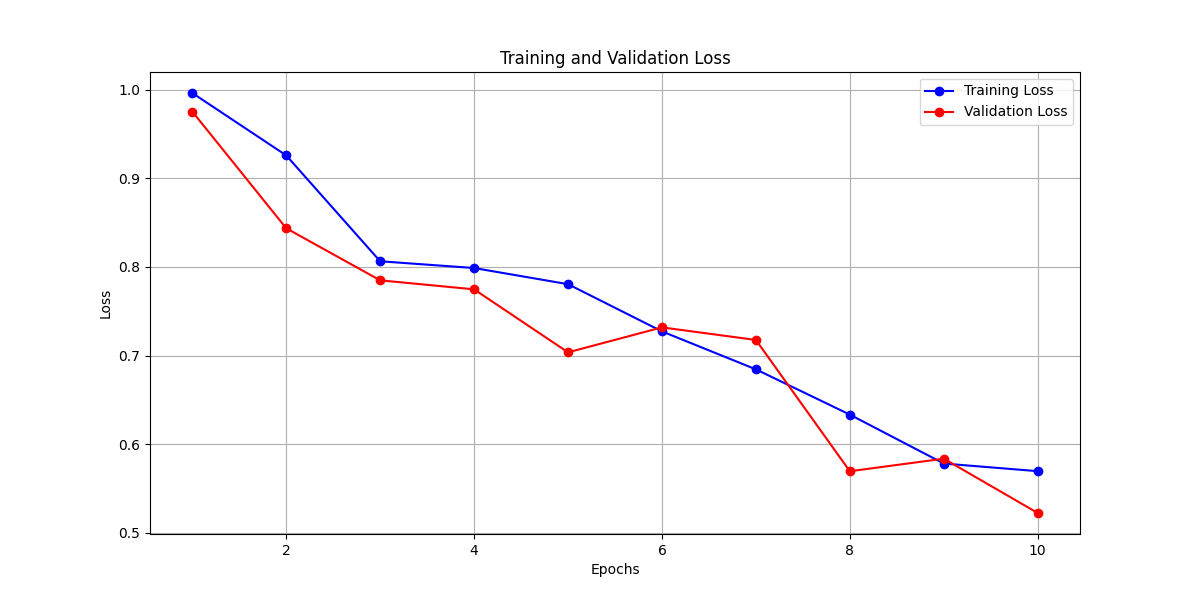 Training and Validation Loss
Training Loss
Validation Loss
1.0
0.9
0.8
0.7
0.6
0.5
Loss
2 4 6 8 10
Epochs